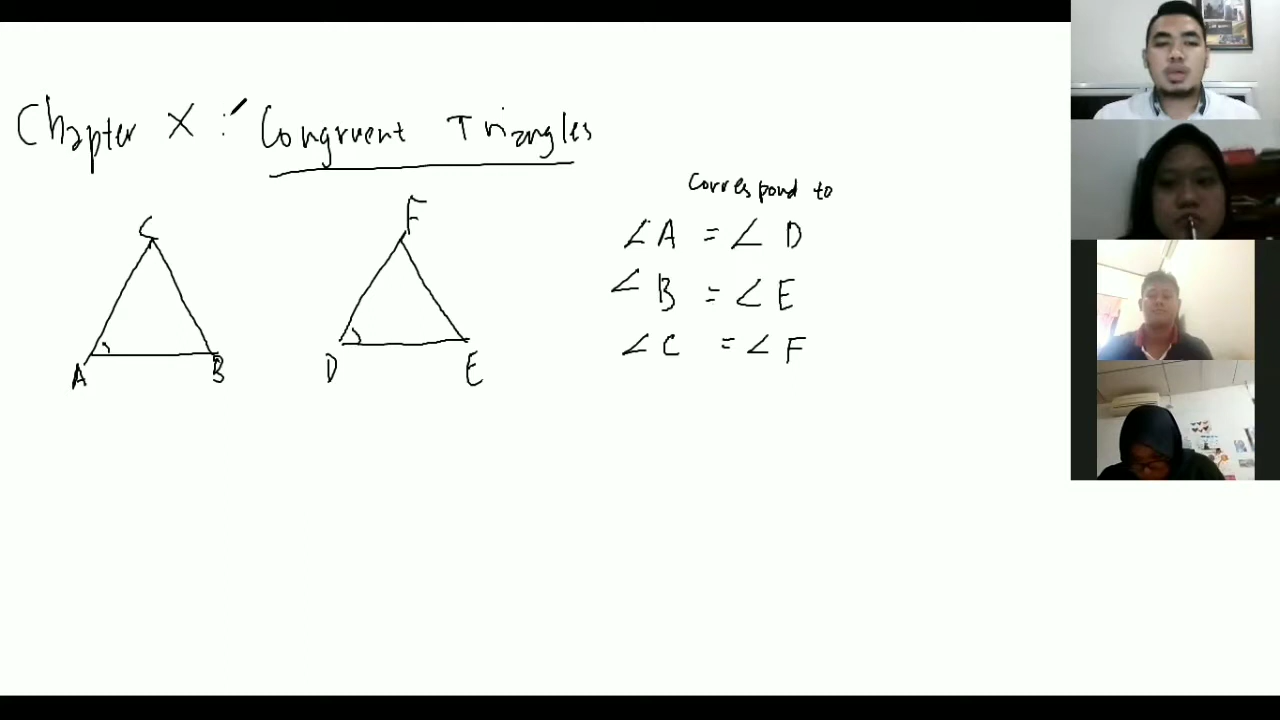 Chapter X : Congruent Triangles
C
A B
F
D E
correspond to
∠A = ∠D
∠B = ∠E
∠C = ∠F